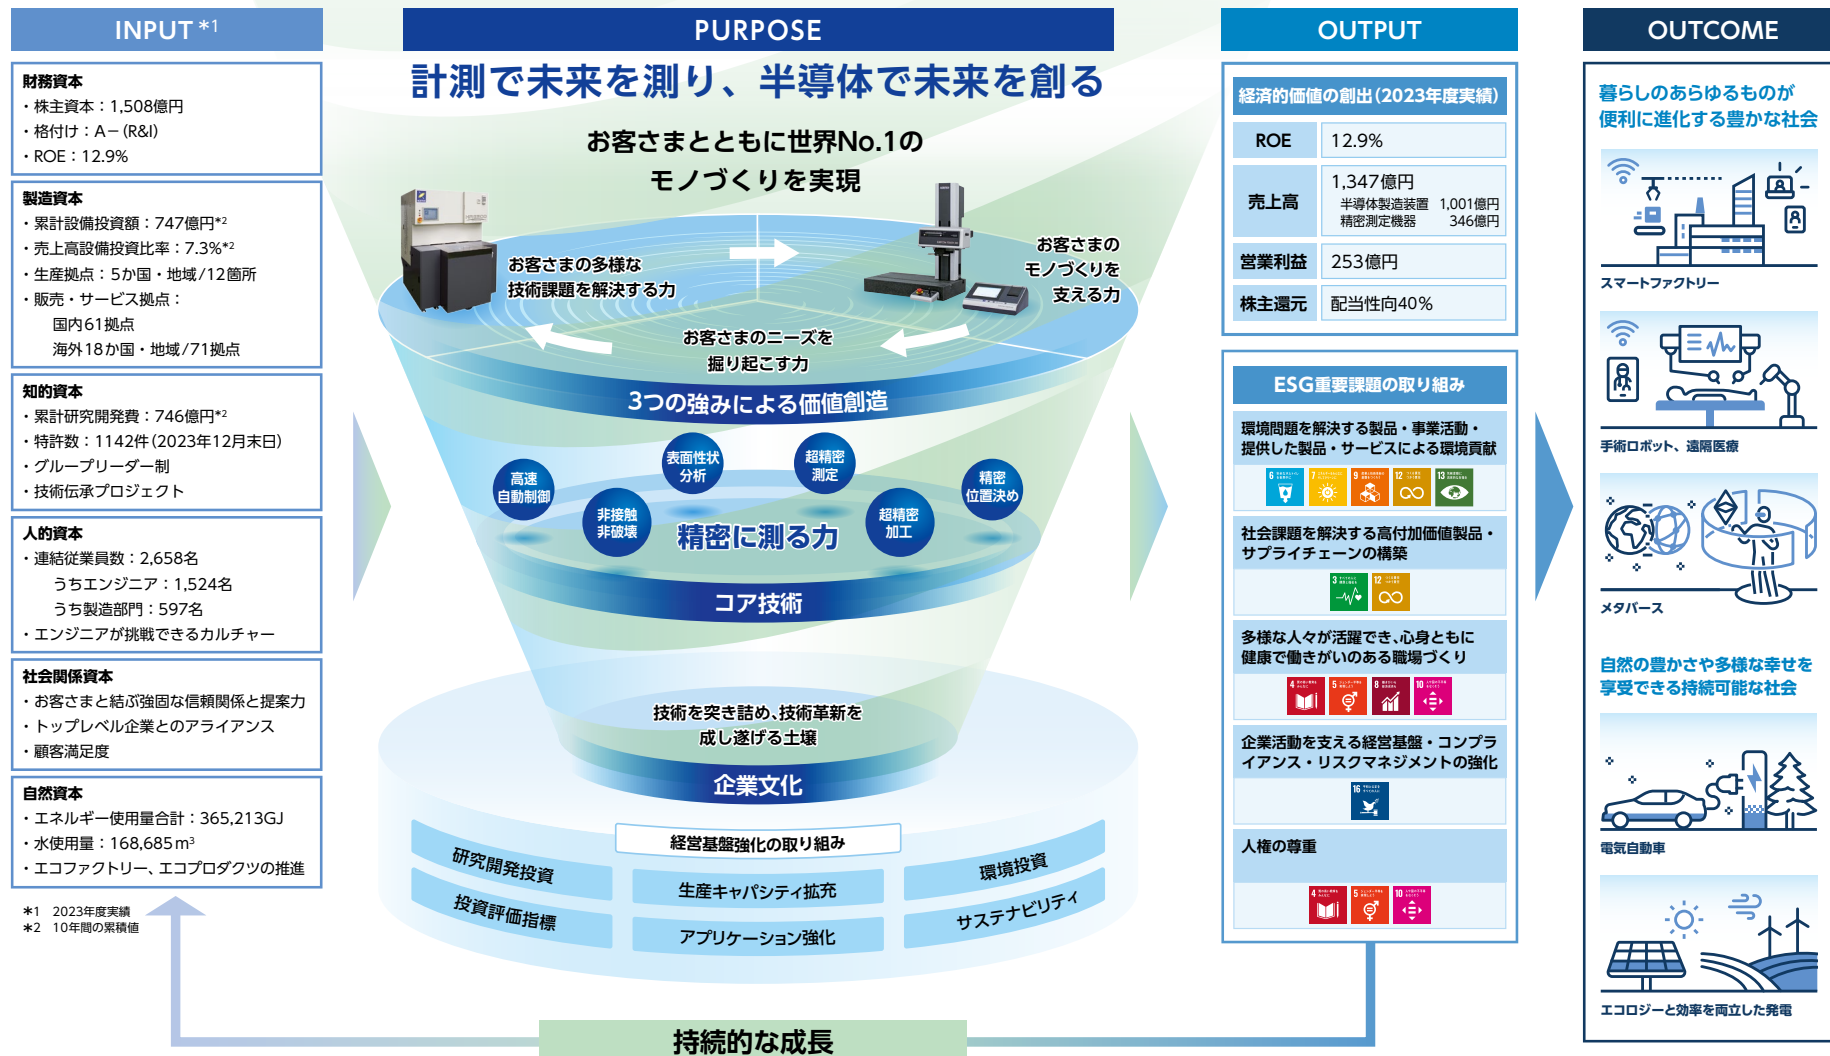 INPUT *1
財務資本
・株主資本：1,508億円
・格付け：A－(R&I)
・ROE：12.9%
製造資本
・累計設備投資額：747億円*2
・売上高設備投資比率：7.3%*2
・生産拠点：5か国・地域/12箇所
・販売・サービス拠点：
国内61拠点
海外18か国・地域/71拠点
知的資本
・累計研究開発費：746億円*2
・特許数：1142件(2023年12月末日)
・グループリーダー制
・技術伝承プロジェクト
人的資本
・連結従業員数：2,658名
うちエンジニア：1,524名
うち製造部門：597名
・エンジニアが挑戦できるカルチャー
社会関係資本
・お客さまと結ぶ強固な信頼関係と提案力
・トップレベル企業とのアライアンス
・顧客満足度
自然資本
・エネルギー使用量合計：365,213GJ
・水使用量：168,685m³
・エコファクトリー、エコプロダクツの推進
*1 2023年度実績
*2 10年間の累積値
PURPOSE
計測で未来を測り、半導体で未来を創る
お客さまとともに世界No.1の
モノづくりを実現
お客さまの多様な
技術課題を解決する力
お客さまの
モノづくりを
支える力
お客さまのニーズを
掘り起こす力
3つの強みによる価値創造
高速
自動制御
非接触
非破壊
表面性状
分析
超精密
測定
超精密
加工
精密
位置決め
精密に測る力
コア技術
技術を突き詰め、技術革新を
成し遂げる土壌
企業文化
経営基盤強化の取り組み
研究開発投資
生産キャパシティ拡充
環境投資
投資評価指標
アプリケーション強化
サステナビリティ
持続的な成長
OUTPUT
経済的価値の創出(2023年度実績)
ROE 12.9%
売上高 1,347億円
半導体製造装置 1,001億円
精密測定機器 346億円
営業利益 253億円
株主還元 配当性向40%
ESG重要課題の取り組み
環境問題を解決する製品・事業活動・
提供した製品・サービスによる環境貢献
6 7 9 12 13
社会課題を解決する高付加価値製品・
サプライチェーンの構築
3 12
多様な人々が活躍でき、心身ともに
健康で働きがいのある職場づくり
4 5 8 10
企業活動を支える経営基盤・コンプラ
イアンス・リスクマネジメントの強化
16
人権の尊重
4 5 10
OUTCOME
暮らしのあらゆるものが
便利に進化する豊かな社会
スマートファクトリー
手術ロボット、遠隔医療
メタバース
自然の豊かさや多様な幸せを
享受できる持続可能な社会
電気自動車
エコロジーと効率を両立した発電